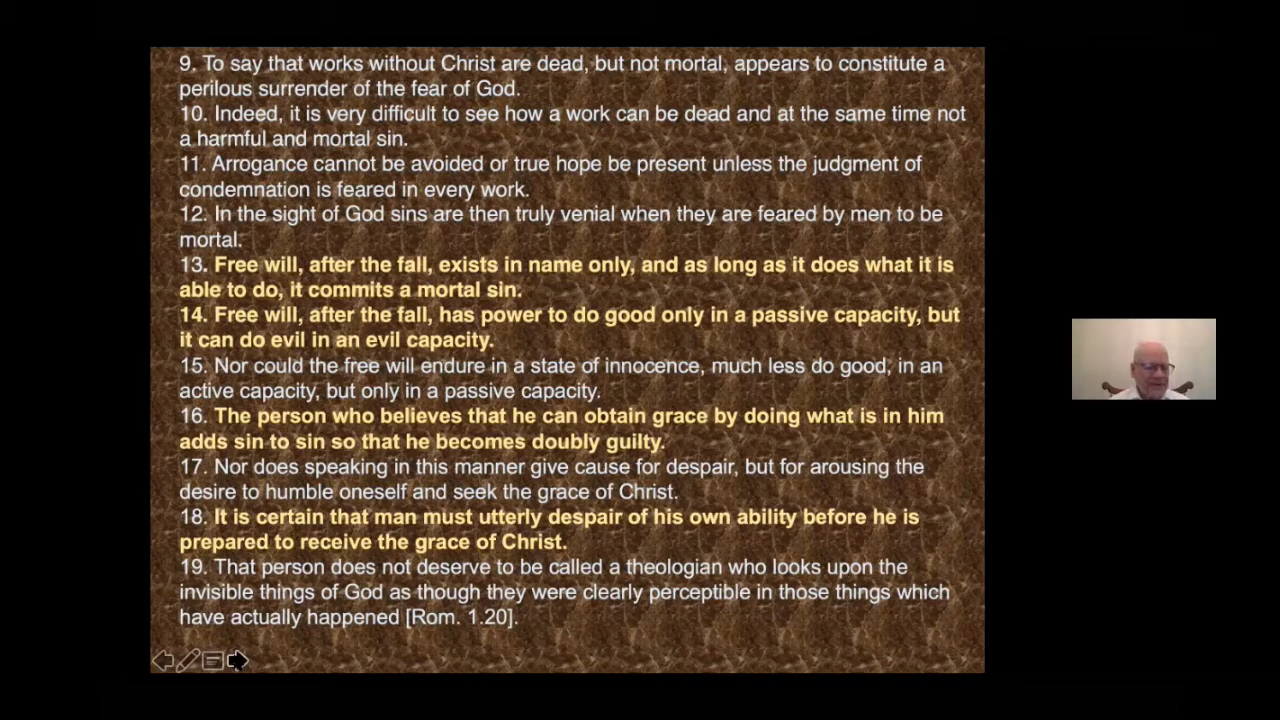 9. To say that works without Christ are dead, but not mortal, appears to constitute a
perilous surrender of the fear of God.
10. Indeed, it is very difficult to see how a work can be dead and at the same time not
a harmful and mortal sin.
11. Arrogance cannot be avoided or true hope be present unless the judgment of
condemnation is feared in every work.
12. In the sight of God sins are then truly venial when they are feared by men to be
mortal.
13. Free will, after the fall, exists in name only, and as long as it does what it is
able to do, it commits a mortal sin.
14. Free will, after the fall, has power to do good only in a passive capacity, but
it can do evil in an evil capacity.
15. Nor could the free will endure in a state of innocence, much less do good, in an
active capacity, but only in a passive capacity.
16. The person who believes that he can obtain grace by doing what is in him
adds sin to sin so that he becomes doubly guilty.
17. Nor does speaking in this manner give cause for despair, but for arousing the
desire to humble oneself and seek the grace of Christ.
18. It is certain that man must utterly despair of his own ability before he is
prepared to receive the grace of Christ.
19. That person does not deserve to be called a theologian who looks upon the
invisible things of God as though they were clearly perceptible in those things which
have actually happened [Rom. 1.20].